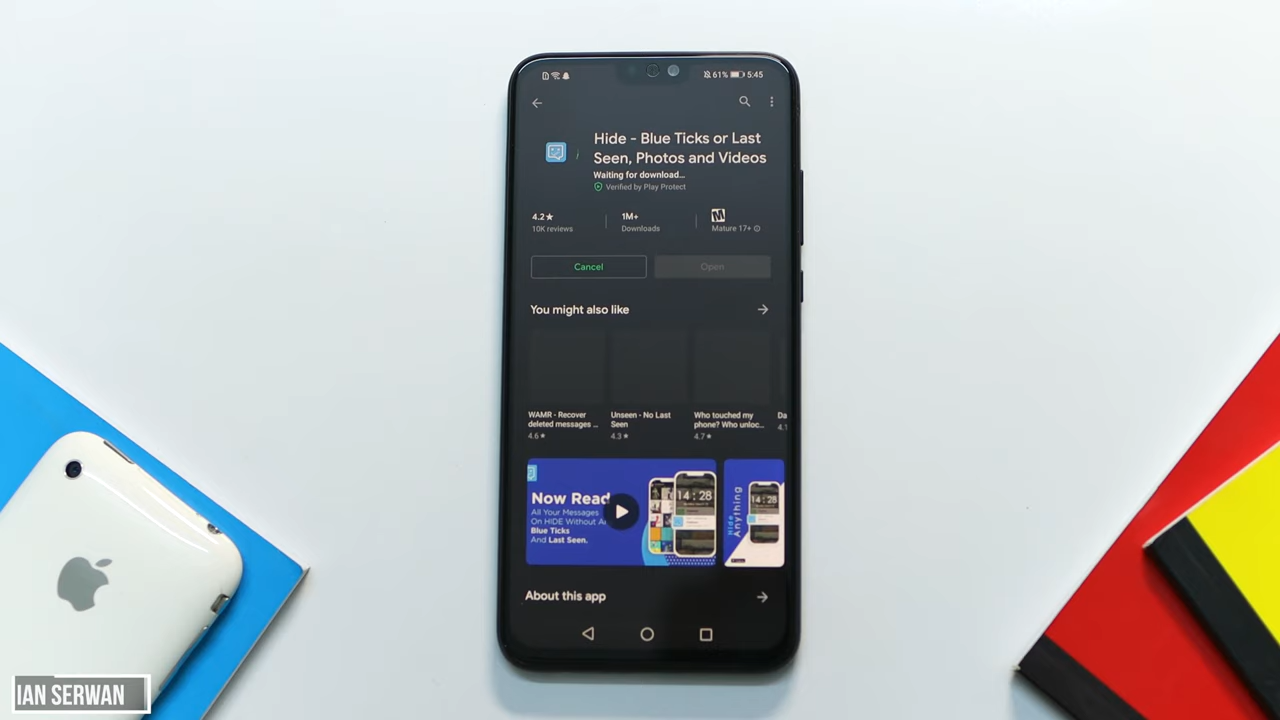 61% 5:45
Hide - Blue Ticks or Last
Seen, Photos and Videos
Waiting for download...
Verified by Play Protect
4.2★
10K reviews
1M+
Downloads
M
Mature 17+
Cancel
Open
You might also like
WAMR - Recover
deleted messages ...
4.6★
Unseen - No Last
Seen
4.3★
Who touched my
phone? Who unloc...
4.7★
Da
4.1
Now Read
All Your Messages
On HIDE Without A
Blue Ticks
And Last Seen.
14:28
Hide
Anything
14:28
About this app
IAN SERWAN